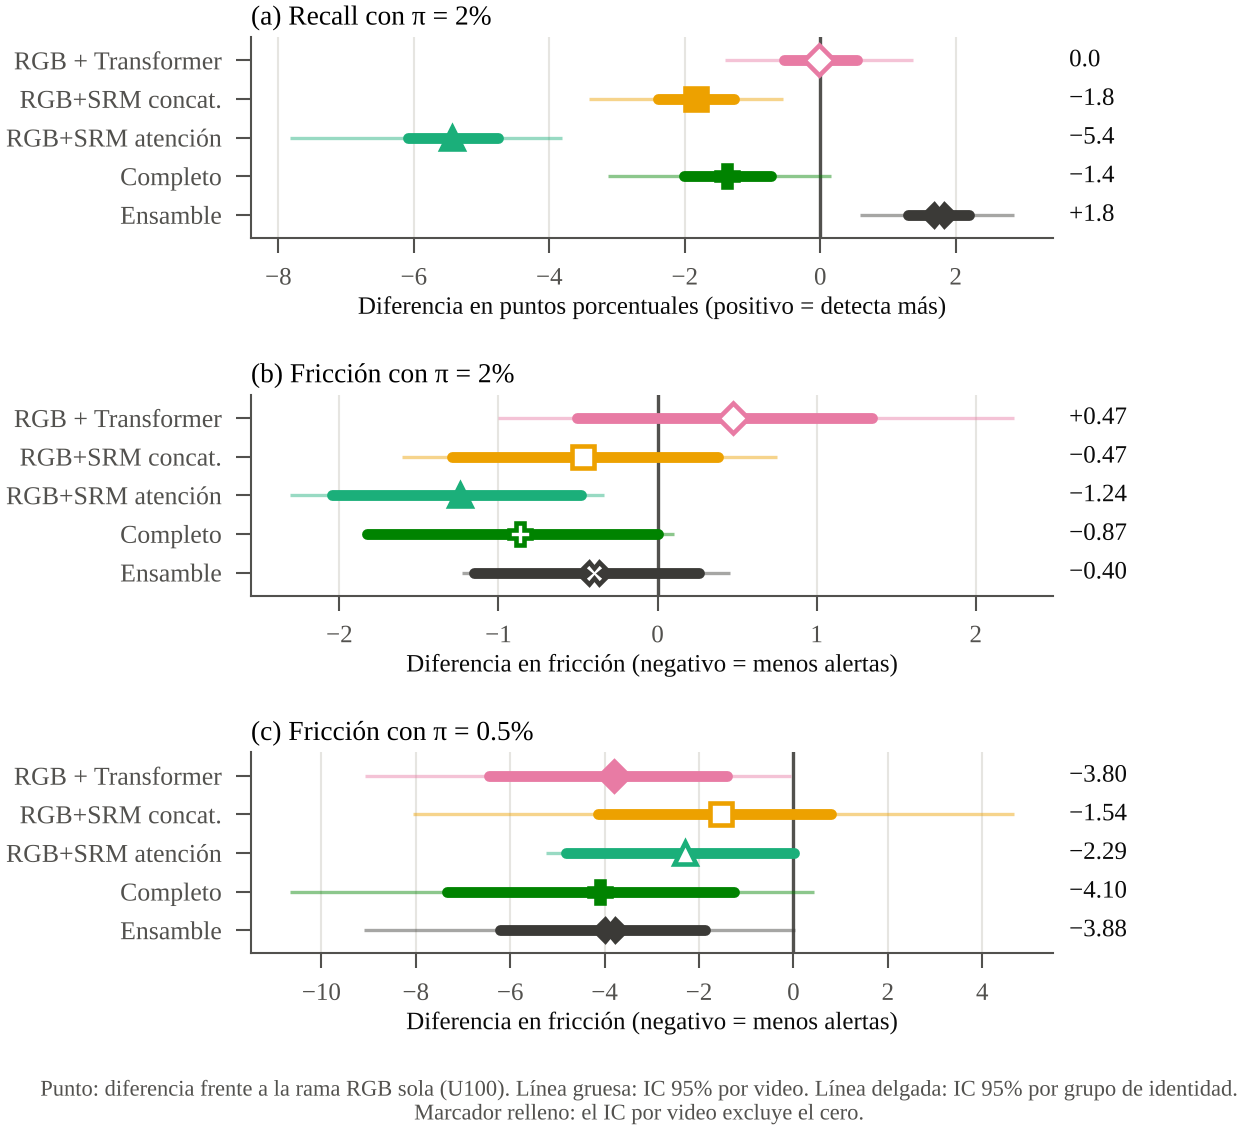 (a) Recall con π = 2%
RGB + Transformer 0.0
RGB+SRM concat. −1.8
RGB+SRM atención −5.4
Completo −1.4
Ensamble +1.8
−8 −6 −4 −2 0 2
Diferencia en puntos porcentuales (positivo = detecta más)
(b) Fricción con π = 2%
RGB + Transformer +0.47
RGB+SRM concat. −0.47
RGB+SRM atención −1.24
Completo −0.87
Ensamble −0.40
−2 −1 0 1 2
Diferencia en fricción (negativo = menos alertas)
(c) Fricción con π = 0.5%
RGB + Transformer −3.80
RGB+SRM concat. −1.54
RGB+SRM atención −2.29
Completo −4.10
Ensamble −3.88
−10 −8 −6 −4 −2 0 2 4
Diferencia en fricción (negativo = menos alertas)
Punto: diferencia frente a la rama RGB sola (U100). Línea gruesa: IC 95% por video. Línea delgada: IC 95% por grupo de identidad.
Marcador relleno: el IC por video excluye el cero.